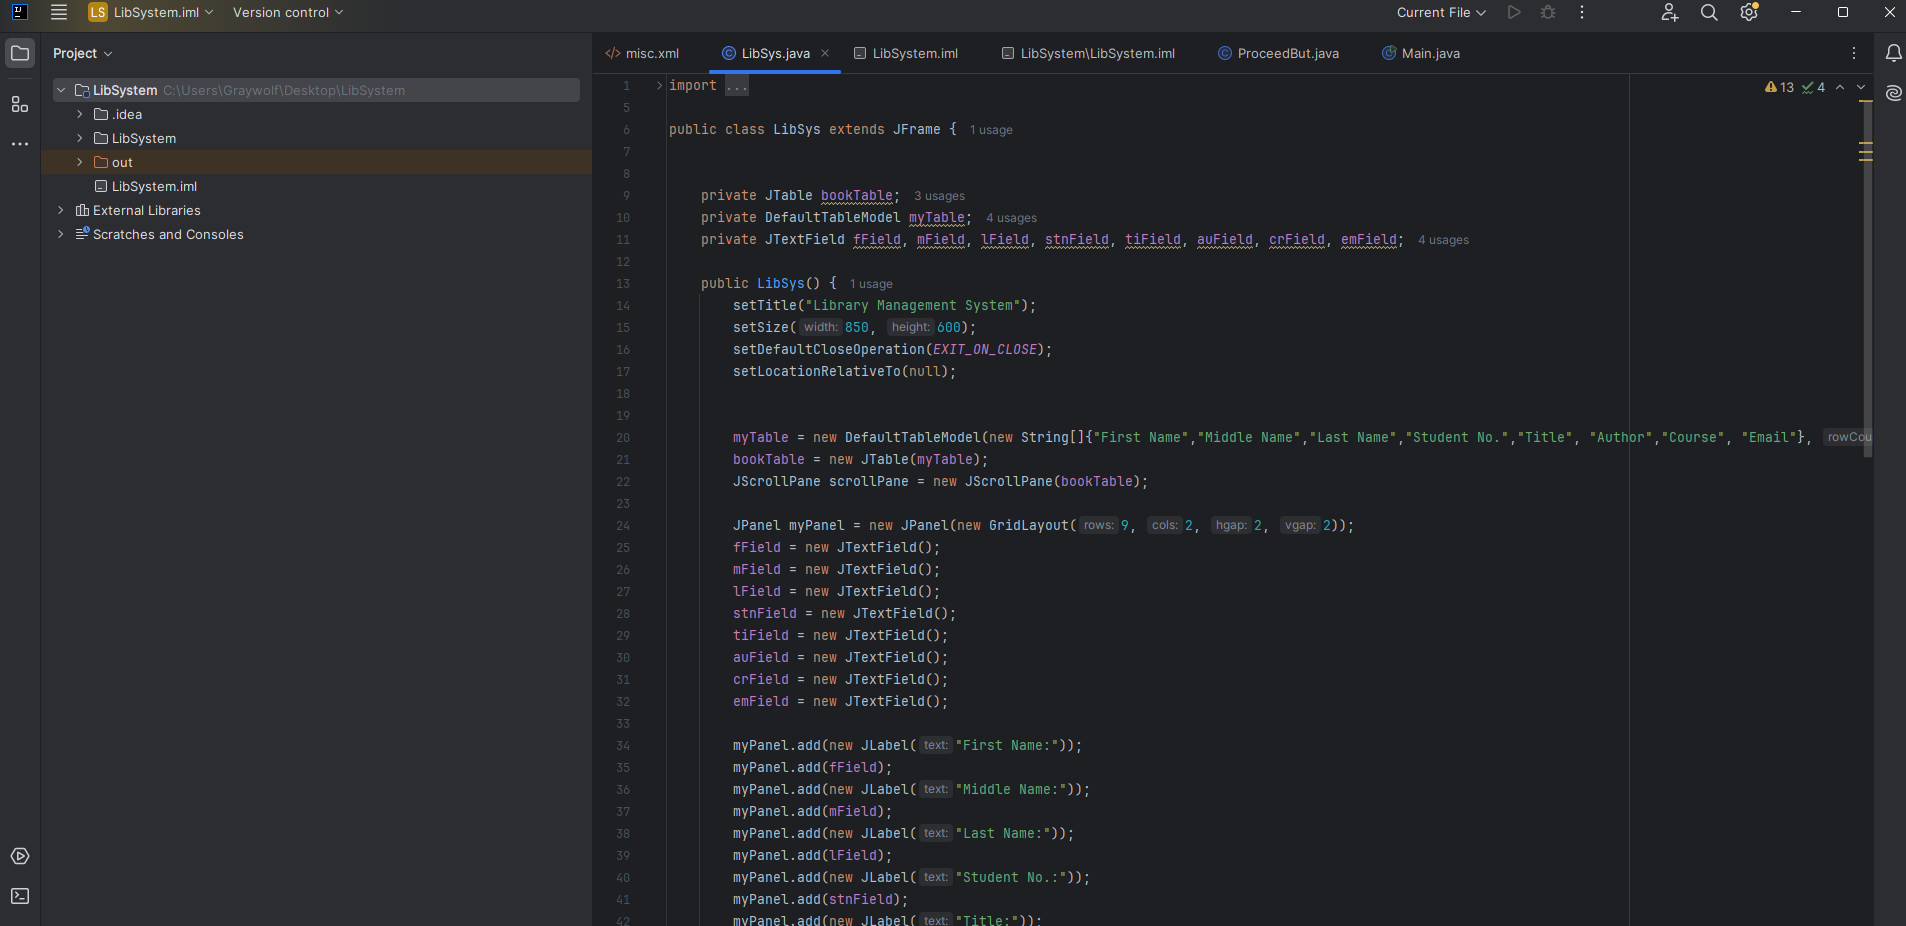 LS LibSystem.iml Version control Current File
Project
misc.xml LibSys.java LibSystem.iml LibSystem\LibSystem.iml ProceedBut.java Main.java
LibSystem C:\Users\Graywolf\Desktop\LibSystem
.idea
LibSystem
out
LibSystem.iml
External Libraries
Scratches and Consoles
13 4
1 import ...
5
6 public class LibSys extends JFrame { 1 usage
7
8
9 private JTable bookTable; 3 usages
10 private DefaultTableModel myTable; 4 usages
11 private JTextField fField, mField, lField, stnField, tiField, auField, crField, emField; 4 usages
12
13 public LibSys() { 1 usage
14 setTitle("Library Management System");
15 setSize( width: 850, height: 600);
16 setDefaultCloseOperation(EXIT_ON_CLOSE);
17 setLocationRelativeTo(null);
18
19
20 myTable = new DefaultTableModel(new String[]{"First Name","Middle Name","Last Name","Student No.","Title", "Author","Course", "Email"}, rowCou
21 bookTable = new JTable(myTable);
22 JScrollPane scrollPane = new JScrollPane(bookTable);
23
24 JPanel myPanel = new JPanel(new GridLayout( rows: 9, cols: 2, hgap: 2, vgap: 2));
25 fField = new JTextField();
26 mField = new JTextField();
27 lField = new JTextField();
28 stnField = new JTextField();
29 tiField = new JTextField();
30 auField = new JTextField();
31 crField = new JTextField();
32 emField = new JTextField();
33
34 myPanel.add(new JLabel( text: "First Name:"));
35 myPanel.add(fField);
36 myPanel.add(new JLabel( text: "Middle Name:"));
37 myPanel.add(mField);
38 myPanel.add(new JLabel( text: "Last Name:"));
39 myPanel.add(lField);
40 myPanel.add(new JLabel( text: "Student No.:"));
41 myPanel.add(stnField);
42 myPanel.add(new JLabel( text: "Title:"));